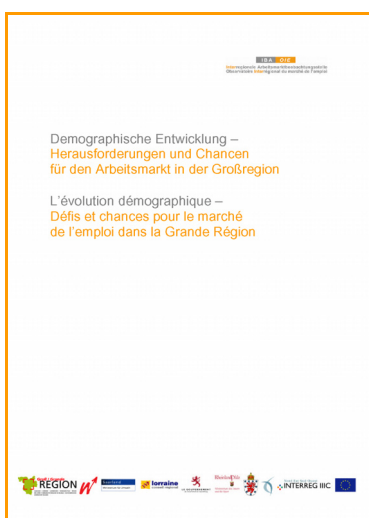 IBA OIE
Interregionale Arbeitsmarktbeobachtungsstelle
Observatoire Interrégional du marché de l'emploi
Demographische Entwicklung –
Herausforderungen und Chancen
für den Arbeitsmarkt in der Großregion
L'évolution démographique –
Défis et chances pour le marché
de l'emploi dans la Grande Région
REGION
Saarland
lorraine
INTERREG IIIC